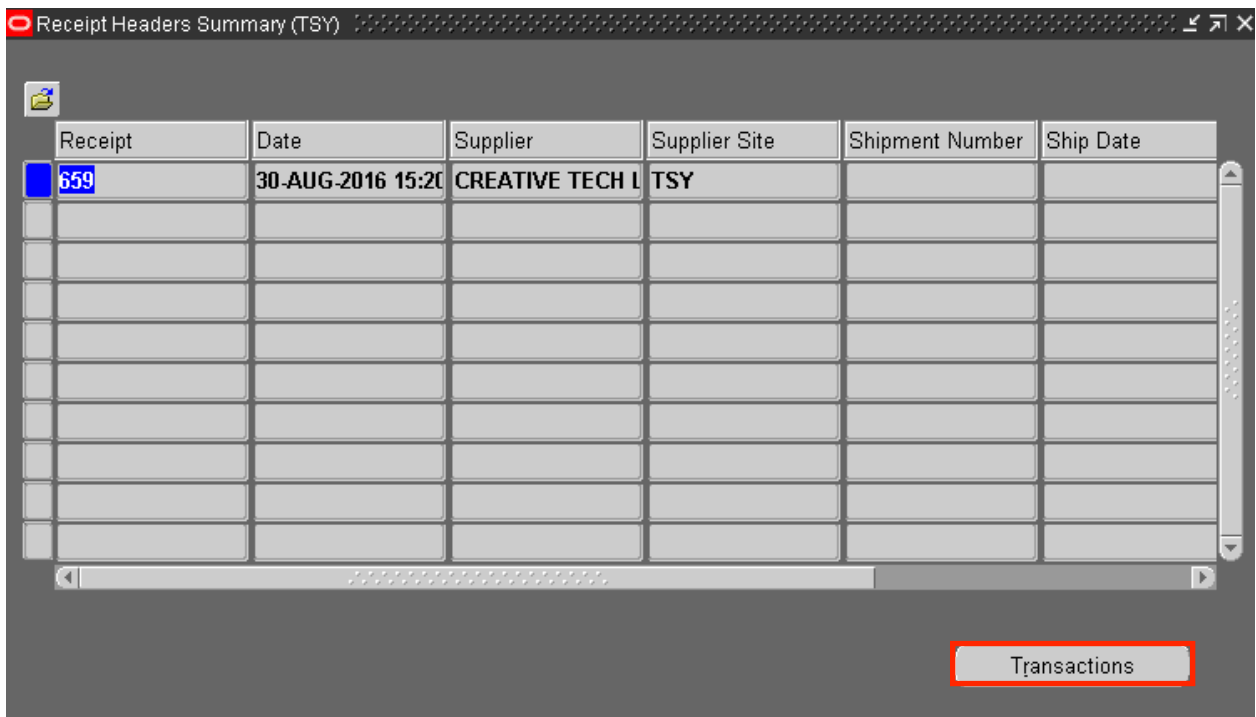 Receipt Headers Summary (TSY)
Receipt Date Supplier Supplier Site Shipment Number Ship Date
659 30-AUG-2016 15:20 CREATIVE TECH L TSY
Transactions